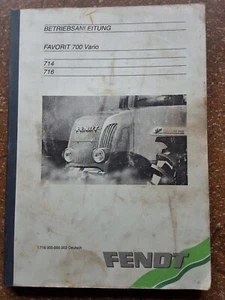 BETRIEBSANLEITUNG
FAVORIT 700 Vario
714
716
FENDT